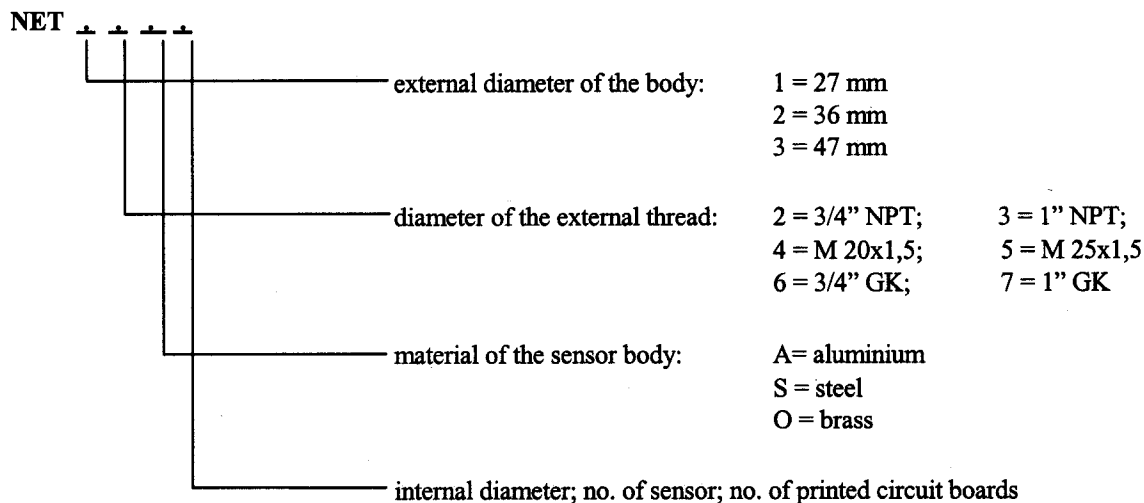 NET . . . .
external diameter of the body: 1 = 27 mm
2 = 36 mm
3 = 47 mm
diameter of the external thread: 2 = 3/4” NPT; 3 = 1” NPT;
4 = M 20x1,5; 5 = M 25x1,5
6 = 3/4” GK; 7 = 1” GK
material of the sensor body: A= aluminium
S = steel
O = brass
internal diameter; no. of sensor; no. of printed circuit boards